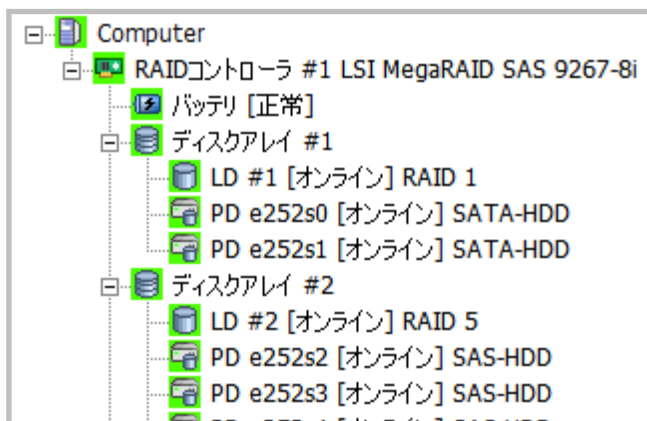 Computer
RAIDコントローラ #1 LSI MegaRAID SAS 9267-8i
バッテリ [正常]
ディスクアレイ #1
LD #1 [オンライン] RAID 1
PD e252s0 [オンライン] SATA-HDD
PD e252s1 [オンライン] SATA-HDD
ディスクアレイ #2
LD #2 [オンライン] RAID 5
PD e252s2 [オンライン] SAS-HDD
PD e252s3 [オンライン] SAS-HDD